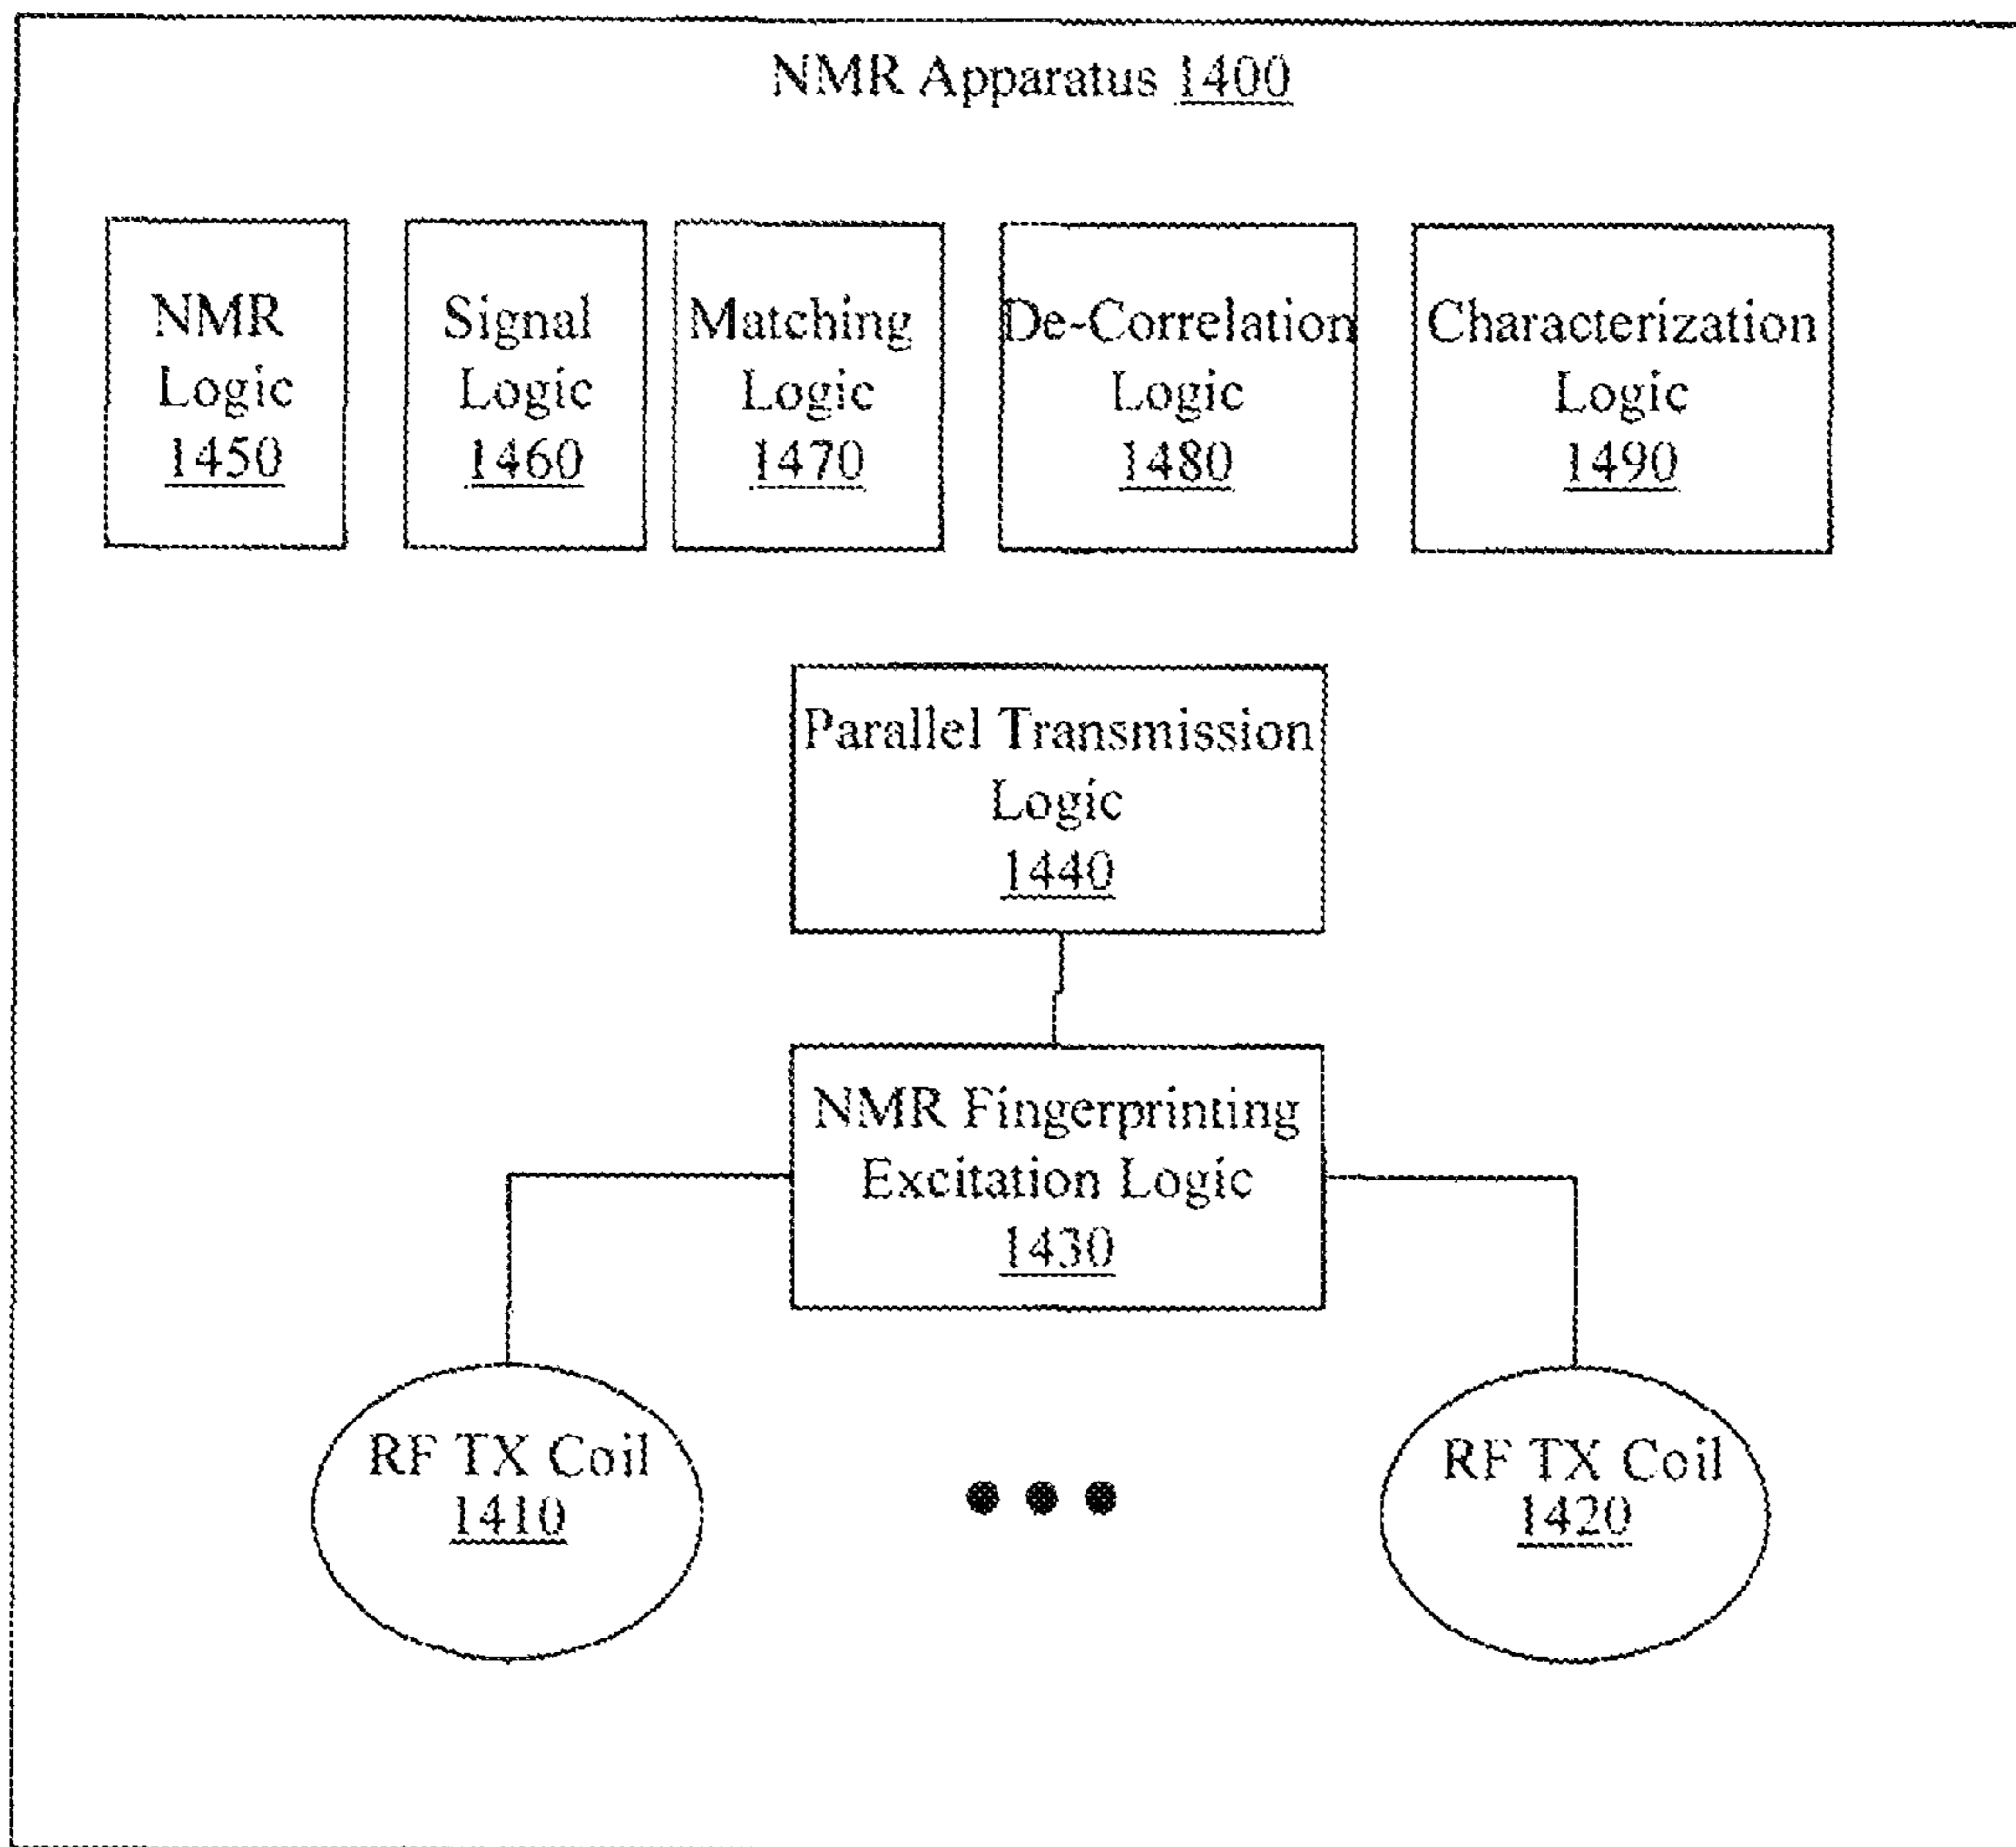 NMR Apparatus 1400
NMR
Logic
1450
Signal
Logic
1460
Matching
Logic
1470
De-Correlation
Logic
1480
Characterization
Logic
1490
Parallel Transmission
Logic
1440
NMR Fingerprinting
Excitation Logic
1430
RF TX Coil
1410
RF TX Coil
1420